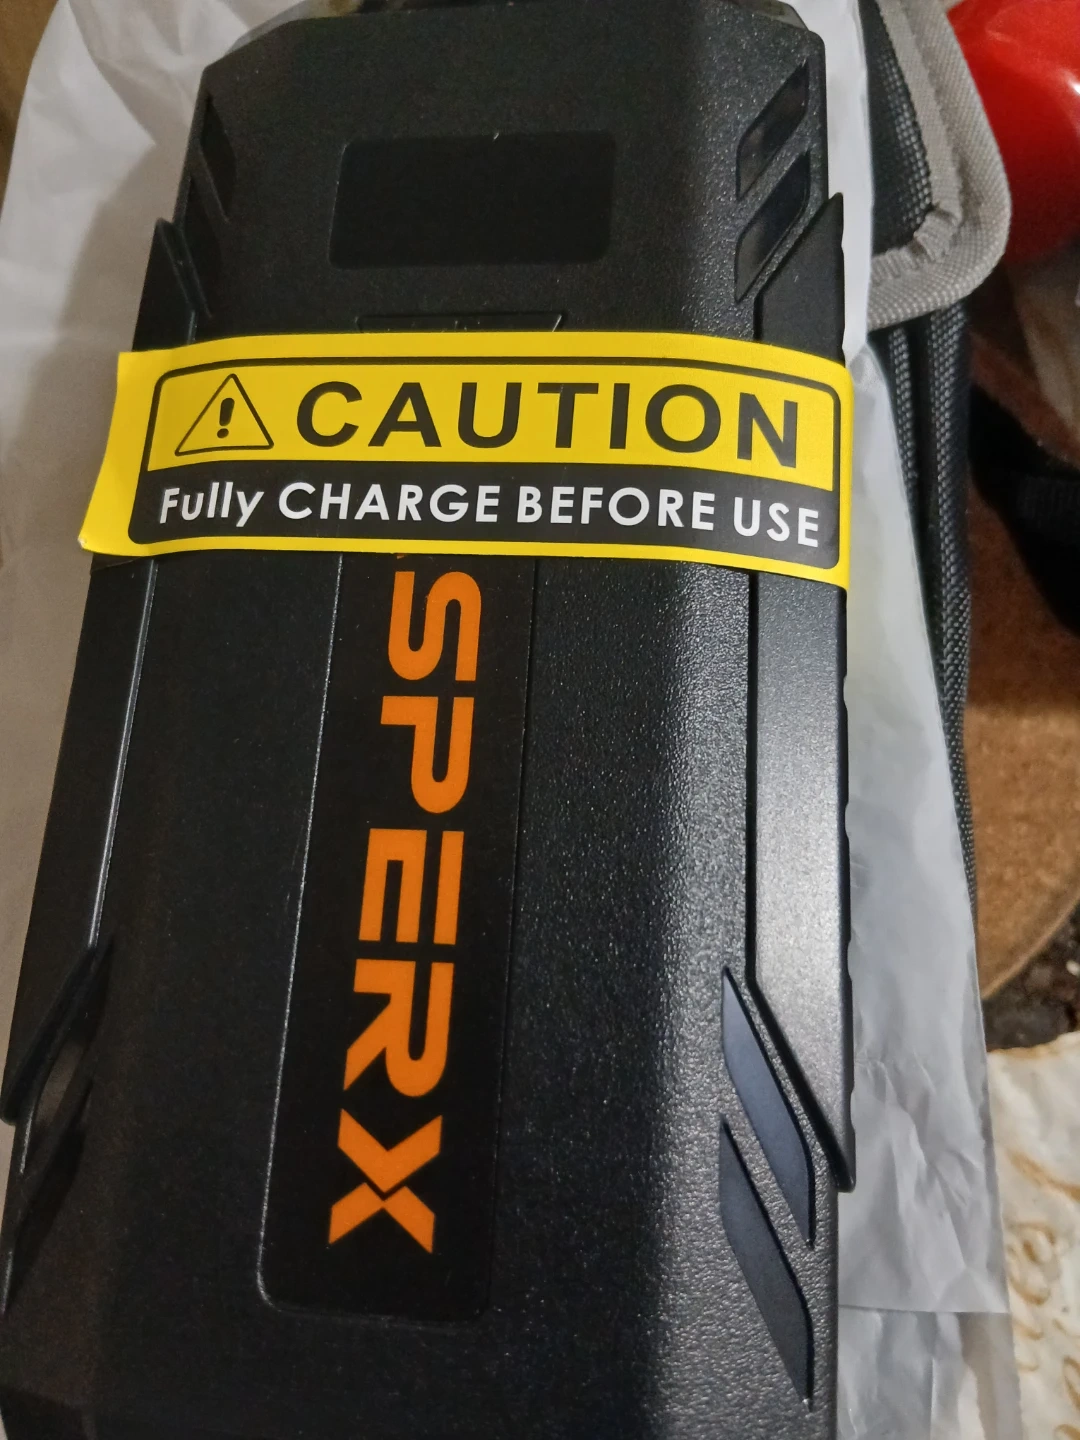 CAUTION
Fully CHARGE BEFORE USE
SPERX